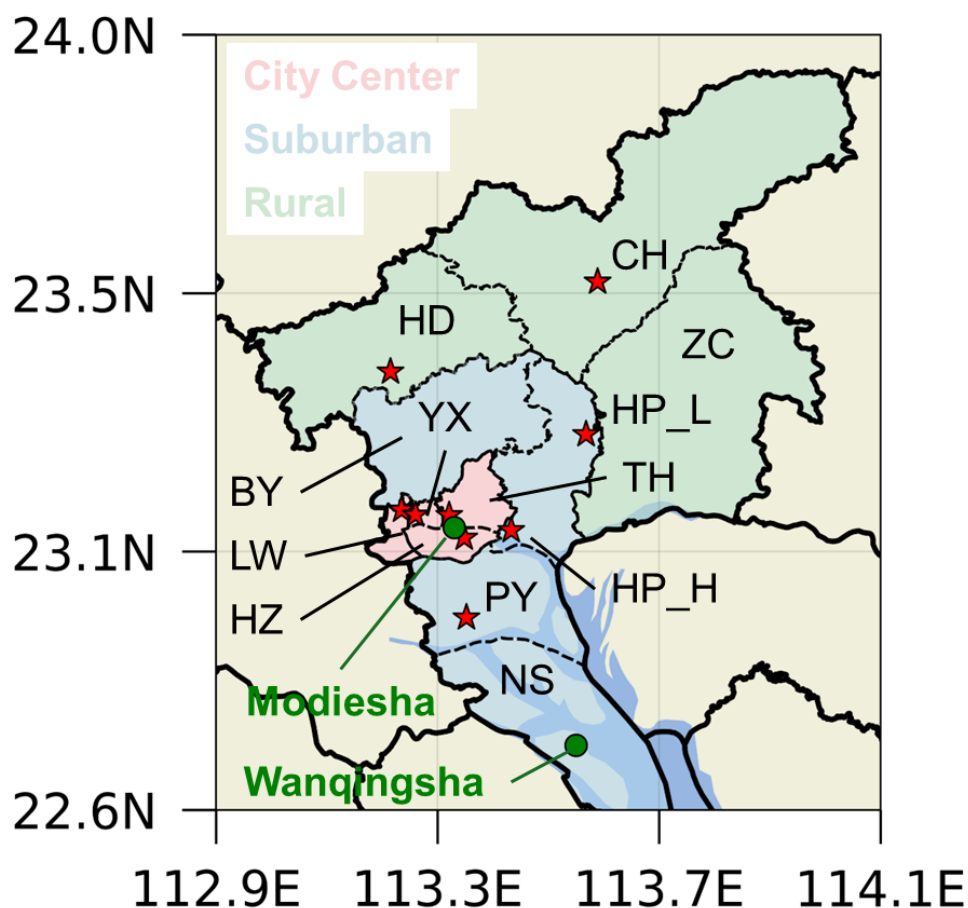 24.0N
City Center
Suburban
Rural
CH
23.5N
HD
ZC
YX
HP_L
BY
TH
LW
23.1N
HP_H
PY
HZ
NS
Modiesha
Wanqingsha
22.6N
112.9E 113.3E 113.7E 114.1E